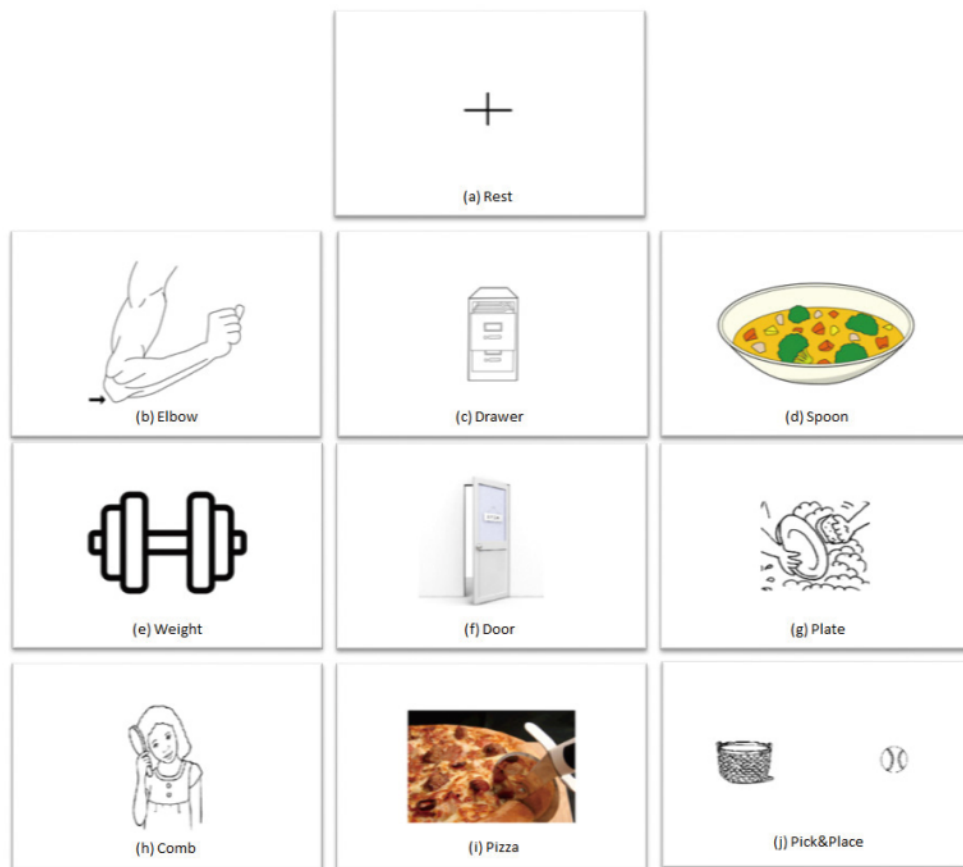 (a) Rest
(b) Elbow
(c) Drawer
(d) Spoon
(e) Weight
(f) Door
(g) Plate
(h) Comb
(i) Pizza
(j) Pick&Place